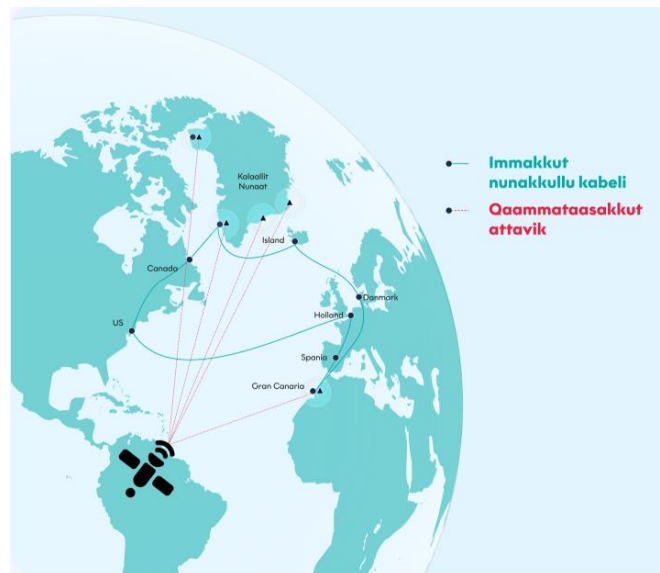 Kalaallit
Nunaat
Island
Canada
Danmark
US
Holland
Spania
Gran Canaria
Immakkut
nunakkullu kabeli
Qaammataasakkut
attavik